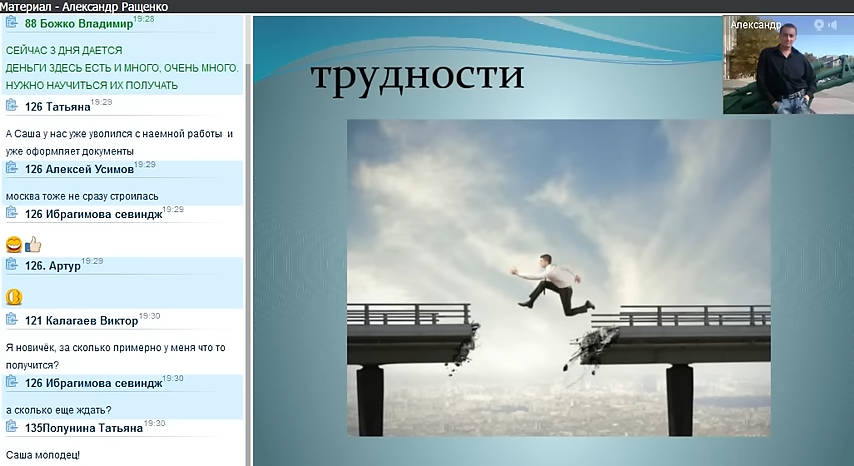 Материал - Александр Ращенко
88 Божко Владимир 19:28
СЕЙЧАС 3 ДНЯ ДАЕТСЯ
ДЕНЬГИ ЗДЕСЬ ЕСТЬ И МНОГО, ОЧЕНЬ МНОГО.
НУЖНО НАУЧИТЬСЯ ИХ ПОЛУЧАТЬ
126 Татьяна 19:29
А Саша у нас уже уволился с наемной работы и
уже оформляет документы
126 Алексей Усимов 19:29
москва тоже не сразу строилась
126 Ибрагимова севиндж 19:29
126. Артур 19:29
121 Калагаев Виктор 19:30
Я новичёк, за сколько примерно у меня что то
получится?
126 Ибрагимова севиндж 19:30
а сколько еще ждать?
135Полунина Татьяна 19:30
Саша молодец!
трудности
Александр